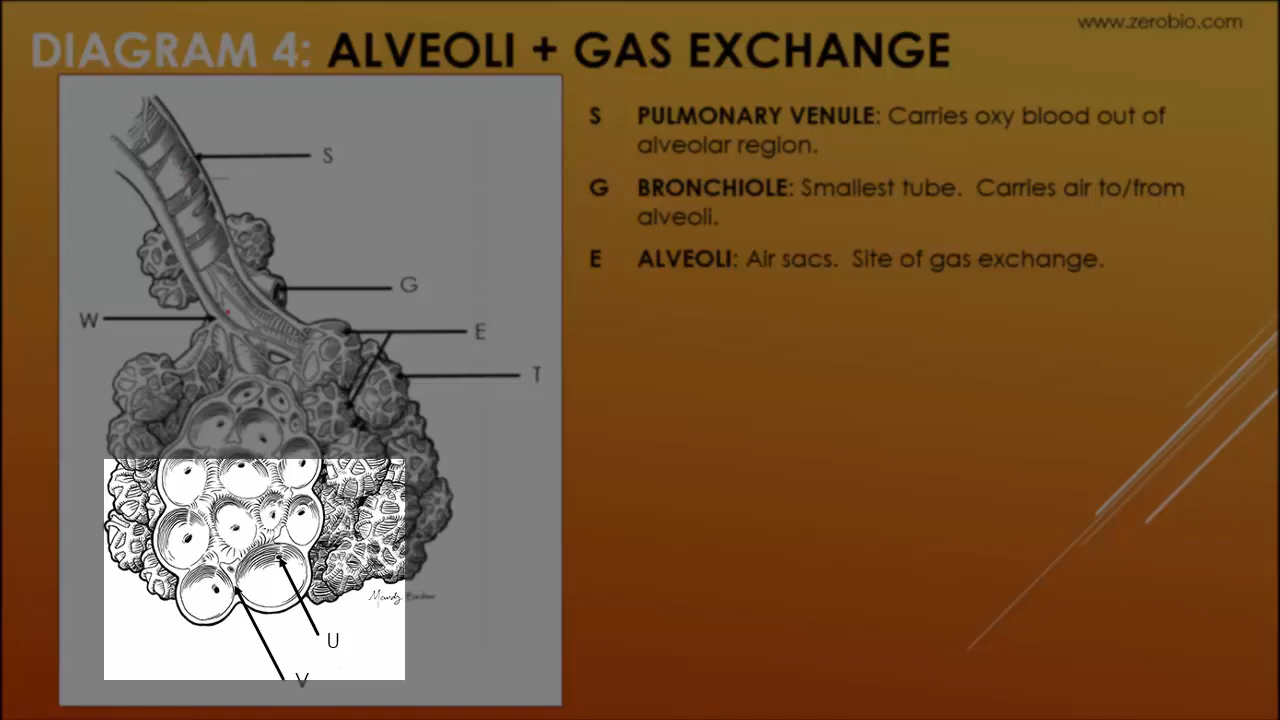 www.zerobio.com
DIAGRAM 4: ALVEOLI + GAS EXCHANGE
S PULMONARY VENULE: Carries oxy blood out of
alveolar region.
G BRONCHIOLE: Smallest tube. Carries air to/from
alveoli.
E ALVEOLI: Air sacs. Site of gas exchange.
S
G
W
E
T
Mandy
U
V